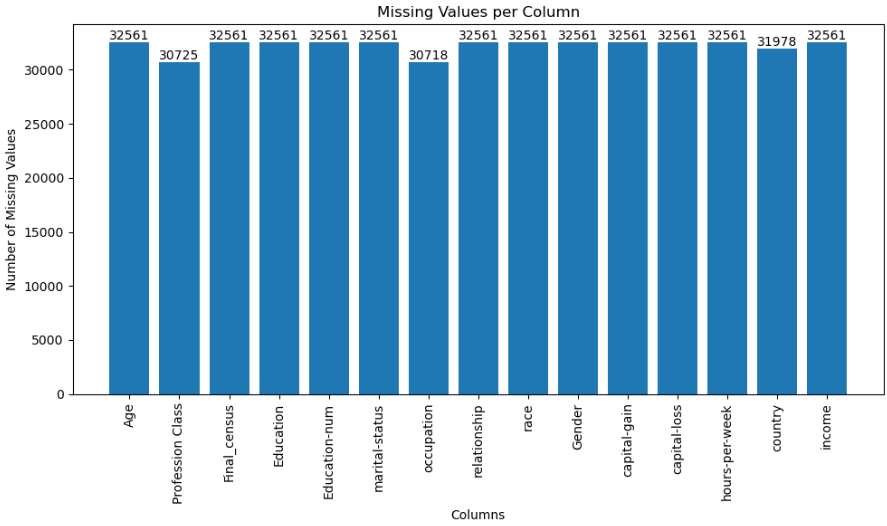 Missing Values per Column
32561 30725 32561 32561 32561 32561 30718 32561 32561 32561 32561 32561 32561 31978 32561
Number of Missing Values
30000
25000
20000
15000
10000
5000
0
Age
Profession Class
Final_census
Education
Education-num
marital-status
occupation
relationship
race
Gender
capital-gain
capital-loss
hours-per-week
country
income
Columns